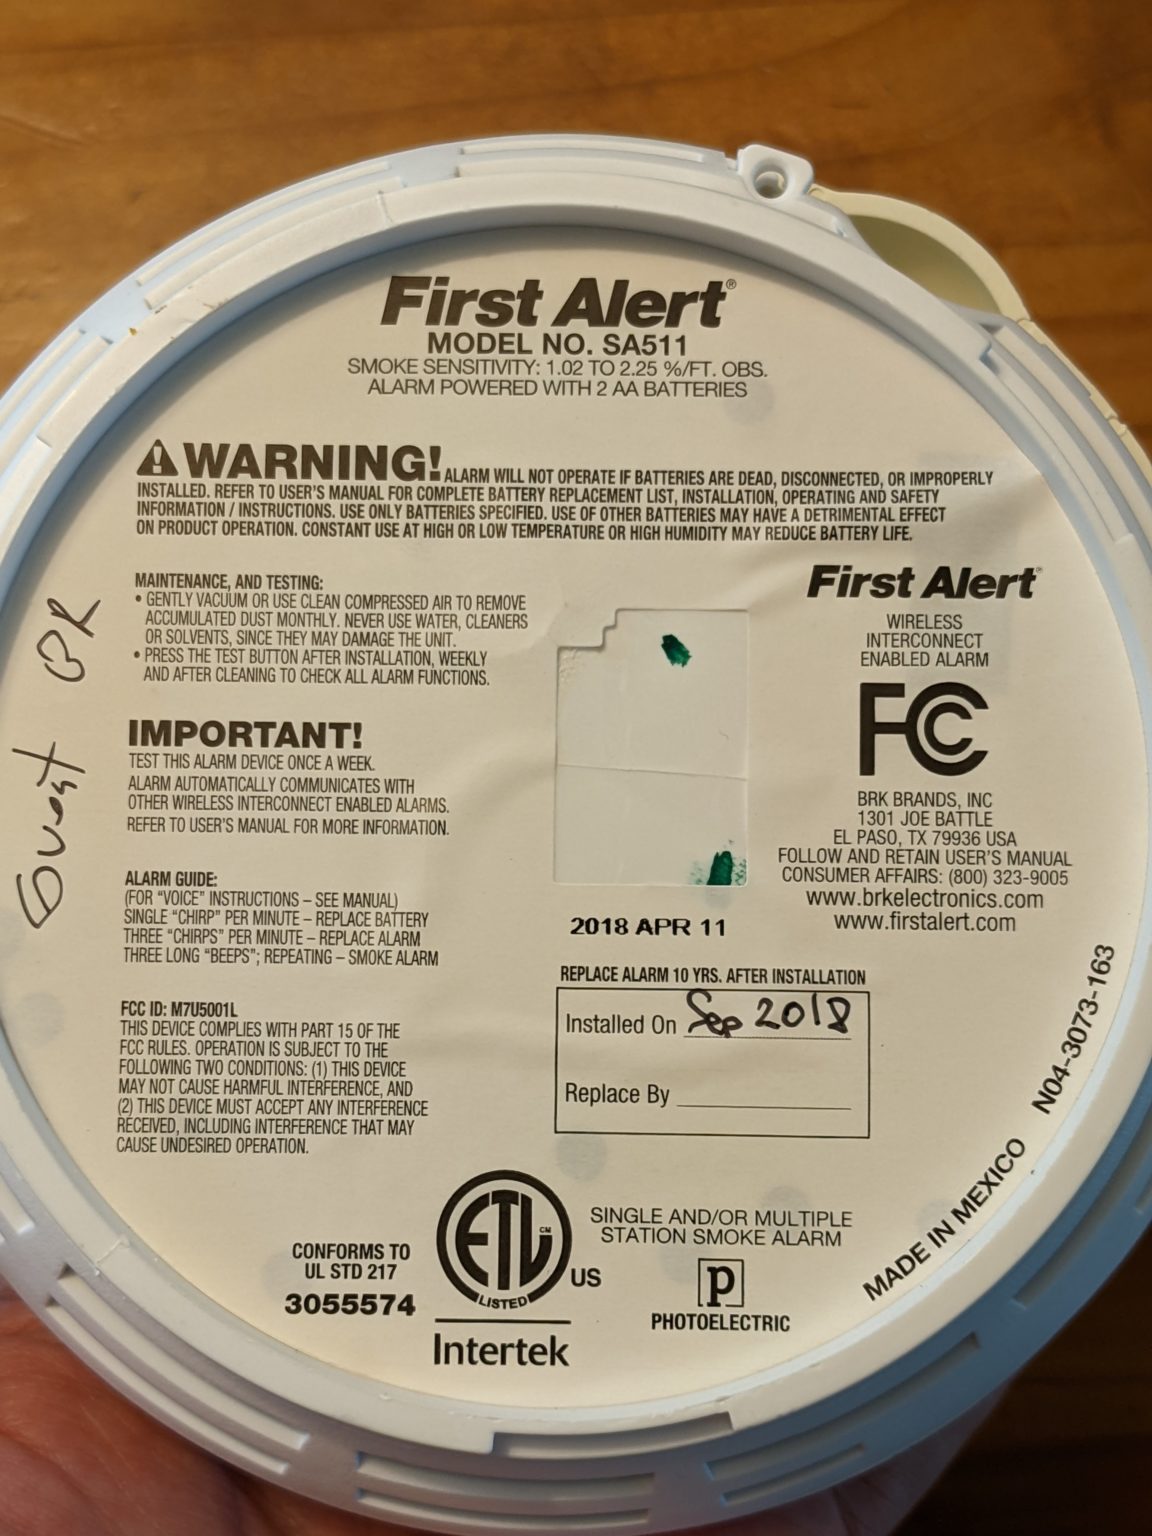 First Alert®
MODEL NO. SA511
SMOKE SENSITIVITY: 1.02 TO 2.25 %/FT. OBS.
ALARM POWERED WITH 2 AA BATTERIES
WARNING! ALARM WILL NOT OPERATE IF BATTERIES ARE DEAD, DISCONNECTED, OR IMPROPERLY
INSTALLED. REFER TO USER'S MANUAL FOR COMPLETE BATTERY REPLACEMENT LIST, INSTALLATION, OPERATING AND SAFETY
INFORMATION / INSTRUCTIONS. USE ONLY BATTERIES SPECIFIED. USE OF OTHER BATTERIES MAY HAVE A DETRIMENTAL EFFECT
ON PRODUCT OPERATION. CONSTANT USE AT HIGH OR LOW TEMPERATURE OR HIGH HUMIDITY MAY REDUCE BATTERY LIFE.
Guest BR
MAINTENANCE, AND TESTING:
• GENTLY VACUUM OR USE CLEAN COMPRESSED AIR TO REMOVE
ACCUMULATED DUST MONTHLY. NEVER USE WATER, CLEANERS
OR SOLVENTS, SINCE THEY MAY DAMAGE THE UNIT.
• PRESS THE TEST BUTTON AFTER INSTALLATION, WEEKLY
AND AFTER CLEANING TO CHECK ALL ALARM FUNCTIONS.
IMPORTANT!
TEST THIS ALARM DEVICE ONCE A WEEK.
ALARM AUTOMATICALLY COMMUNICATES WITH
OTHER WIRELESS INTERCONNECT ENABLED ALARMS.
REFER TO USER'S MANUAL FOR MORE INFORMATION.
ALARM GUIDE:
(FOR "VOICE" INSTRUCTIONS – SEE MANUAL)
SINGLE "CHIRP" PER MINUTE – REPLACE BATTERY
THREE "CHIRPS" PER MINUTE – REPLACE ALARM
THREE LONG "BEEPS"; REPEATING – SMOKE ALARM
FCC ID: M7U5001L
THIS DEVICE COMPLIES WITH PART 15 OF THE
FCC RULES. OPERATION IS SUBJECT TO THE
FOLLOWING TWO CONDITIONS: (1) THIS DEVICE
MAY NOT CAUSE HARMFUL INTERFERENCE, AND
(2) THIS DEVICE MUST ACCEPT ANY INTERFERENCE
RECEIVED, INCLUDING INTERFERENCE THAT MAY
CAUSE UNDESIRED OPERATION.
First Alert®
WIRELESS
INTERCONNECT
ENABLED ALARM
FC
BRK BRANDS, INC
1301 JOE BATTLE
EL PASO, TX 79936 USA
FOLLOW AND RETAIN USER'S MANUAL
CONSUMER AFFAIRS: (800) 323-9005
www.brkelectronics.com
www.firstalert.com
2018 APR 11
REPLACE ALARM 10 YRS. AFTER INSTALLATION
Installed On Sep 2018
Replace By
CONFORMS TO
UL STD 217
3055574
ETL CM
LISTED
US
Intertek
SINGLE AND/OR MULTIPLE
STATION SMOKE ALARM
p
PHOTOELECTRIC
MADE IN MEXICO N04-3073-163